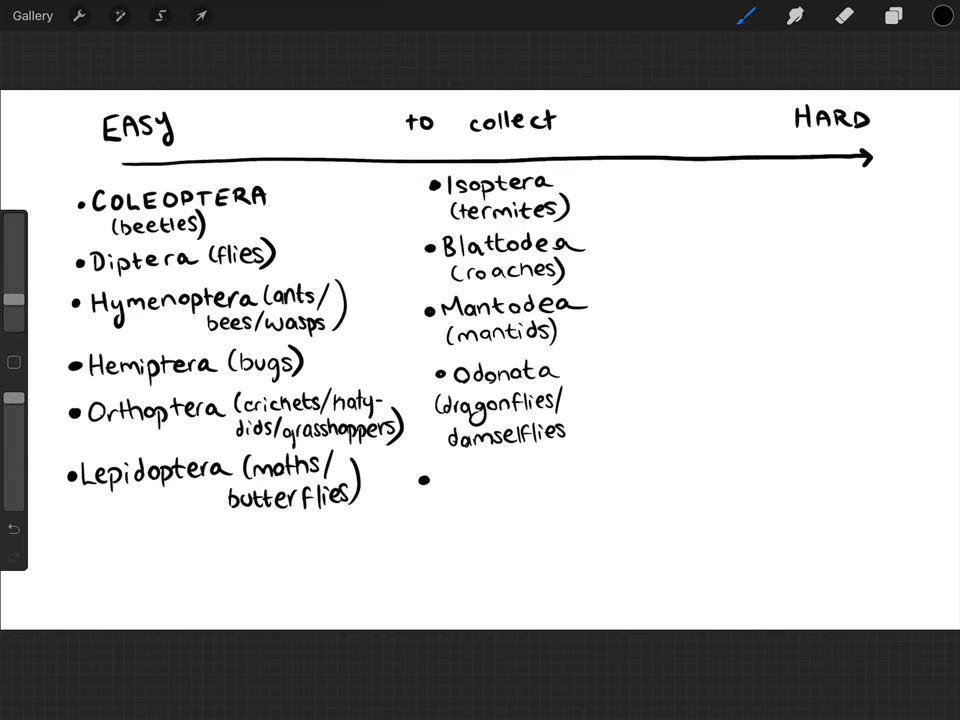 Gallery
EASY to collect HARD
• COLEOPTERA
(beetles)
• Diptera (flies)
• Hymenoptera (ants/
bees/wasps)
• Hemiptera (bugs)
• Orthoptera (crickets/katy-
dids/grasshoppers)
• Lepidoptera (moths/
butterflies)
• Isoptera
(termites)
• Blattodea
(roaches)
• Mantodea
(mantids)
• Odonata
(dragonflies/
damselflies
•